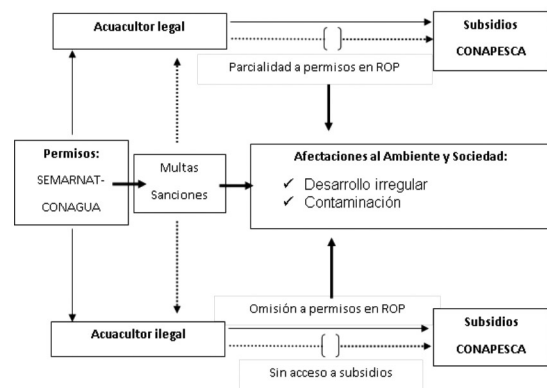 Acuacultor legal
Subsidios
CONAPESCA
Parcialidad a permisos en ROP
Permisos:
SEMARNAT-
CONAGUA
Multas
Sanciones
Afectaciones al Ambiente y Sociedad:
✓ Desarrollo irregular
✓ Contaminación
Omisión a permisos en ROP
Acuacultor ilegal
Subsidios
CONAPESCA
Sin acceso a subsidios